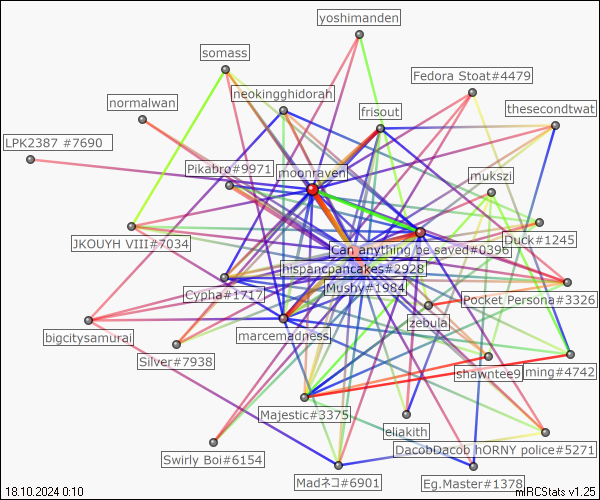 yoshimanden
somass
Fedora Stoat#4479
neokingghidorah
normalwan
frisout
thesecondtwat
LPK2387 #7690
Pikabro#9971
moonraven
mukszi
JKOUYH VIII#7034
Can anything be saved#0396
Duck#1245
hispancpancakes#2928
Mushy#1984
Cypha#1717
Pocket Persona#3326
zebula
bigcitysamurai
marcemadness
Silver#7938
shawntee9
ming#4742
Majestic#3375
eliakith
DacobDacob hORNY police#5271
Swirly Boi#6154
Madネコ#6901
Eg.Master#1378
18.10.2024 0:10
mIRCStats v1.25